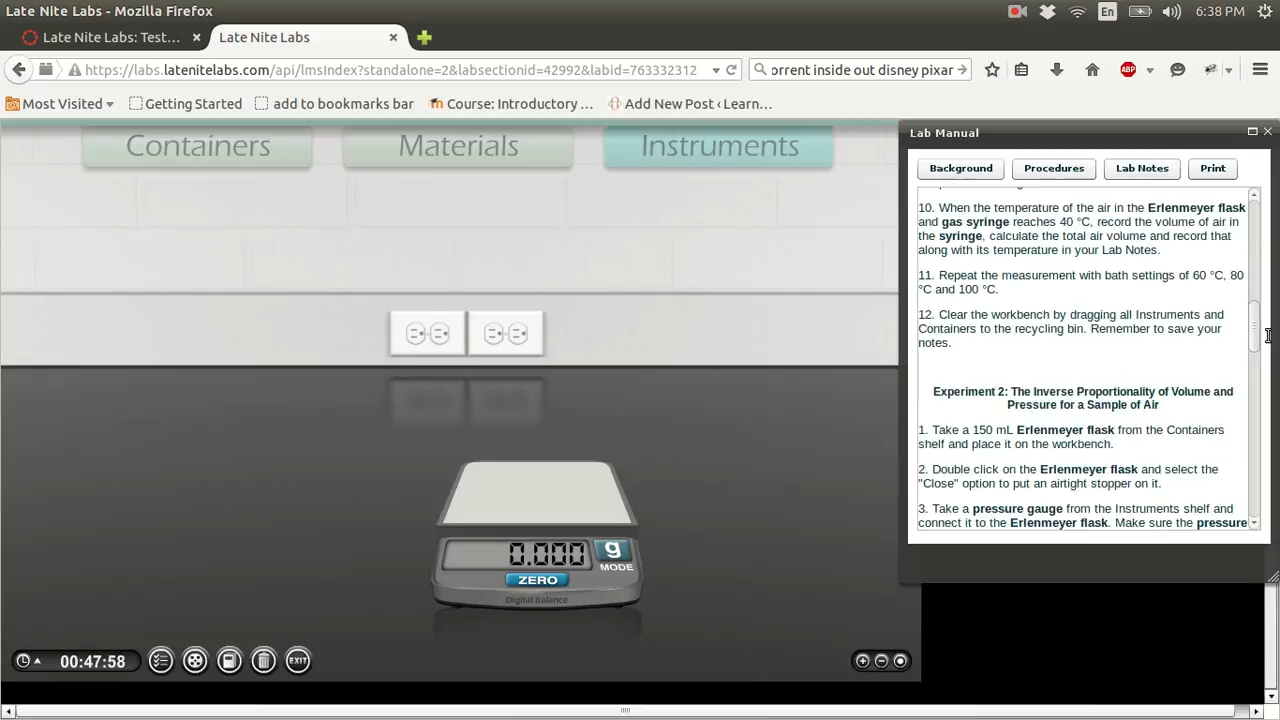 Late Nite Labs - Mozilla Firefox
En
6:38 PM
Late Nite Labs: Test...
Late Nite Labs
https://labs.latenitelabs.com/api/lmsIndex?standalone=2&labsectionid=42992&labid=763332312
orrent inside out disney pixar
ABP
Most Visited
Getting Started
add to bookmarks bar
Course: Introductory ...
Add New Post ‹ Learn...
Containers
Materials
Instruments
Lab Manual
Background
Procedures
Lab Notes
Print
10. When the temperature of the air in the Erlenmeyer flask
and gas syringe reaches 40 °C, record the volume of air in
the syringe, calculate the total air volume and record that
along with its temperature in your Lab Notes.
11. Repeat the measurement with bath settings of 60 °C, 80
°C and 100 °C.
12. Clear the workbench by dragging all Instruments and
Containers to the recycling bin. Remember to save your
notes.
Experiment 2: The Inverse Proportionality of Volume and
Pressure for a Sample of Air
1. Take a 150 mL Erlenmeyer flask from the Containers
shelf and place it on the workbench.
2. Double click on the Erlenmeyer flask and select the
"Close" option to put an airtight stopper on it.
3. Take a pressure gauge from the Instruments shelf and
connect it to the Erlenmeyer flask. Make sure the pressure
0.000
g
MODE
ZERO
Digital Balance
00:47:58
EXIT